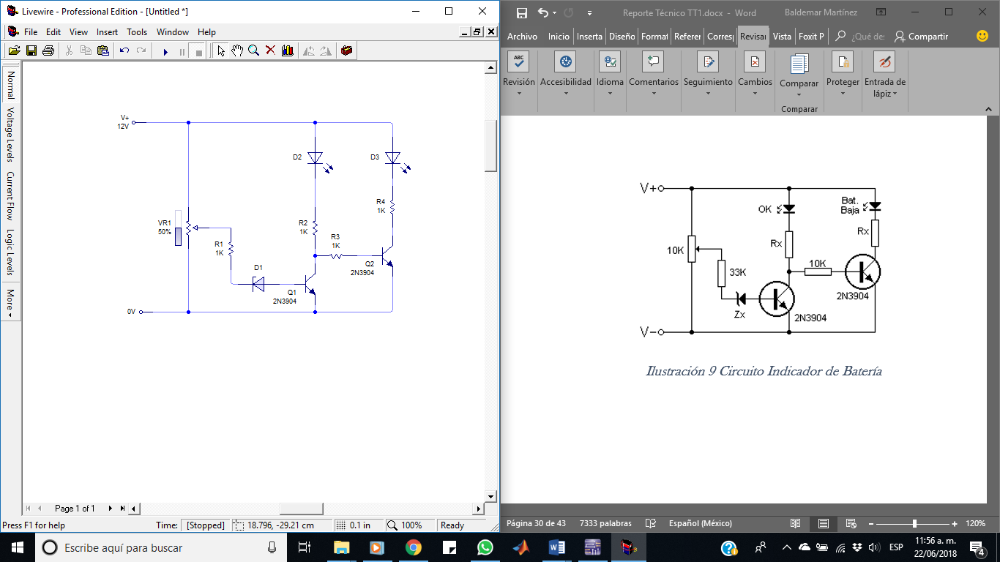 Livewire - Professional Edition - [Untitled *]
File Edit View Insert Tools Window Help
Normal
Voltage Levels
Current Flow
Logic Levels
More
V+
12V
D2
D3
R4
1K
VR1
50%
R2
1K
R1
1K
R3
1K
D1
Q2
2N3904
Q1
2N3904
0V
Page 1 of 1
Press F1 for help
Time: [Stopped]
18.796, -29.21 cm
0.1 in
100%
Ready
Reporte Técnico TT1.docx - Word
Baldemar Martínez
Archivo Inicio Inserta Diseño Format Referer Corresp Revisar Vista Foxit P ¿Qué des Compartir
ABC
Revisión
Accesibilidad
Idioma
Comentarios
Seguimiento
Cambios
Comparar
Proteger
Entrada de
lápiz
Comparar
V+
OK
Bat.
Baja
Rx
Rx
10K
33K
10K
Zx
2N3904
2N3904
V−
Ilustración 9 Circuito Indicador de Batería
Página 30 de 43
7333 palabras
Español (México)
120%
Escribe aquí para buscar
ESP
11:56 a. m.
22/06/2018
4